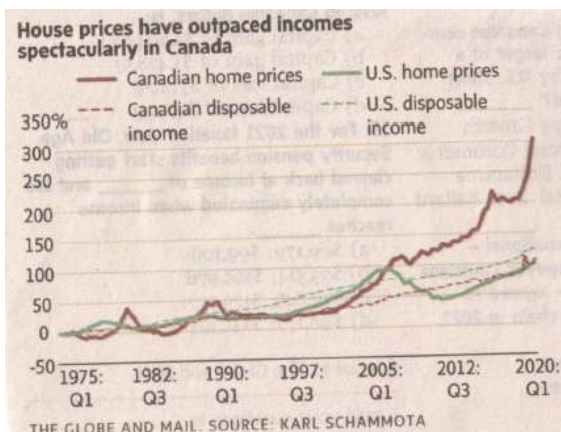 House prices have outpaced incomes
spectacularly in Canada
Canadian home prices
U.S. home prices
Canadian disposable
income
U.S. disposable
income
350%
300
250
200
150
100
50
0
-50
1975:
Q1
1982:
Q3
1990:
Q1
1997:
Q3
2005:
Q1
2012:
Q3
2020:
Q1
THE GLOBE AND MAIL. SOURCE: KARL SCHAMMOTA